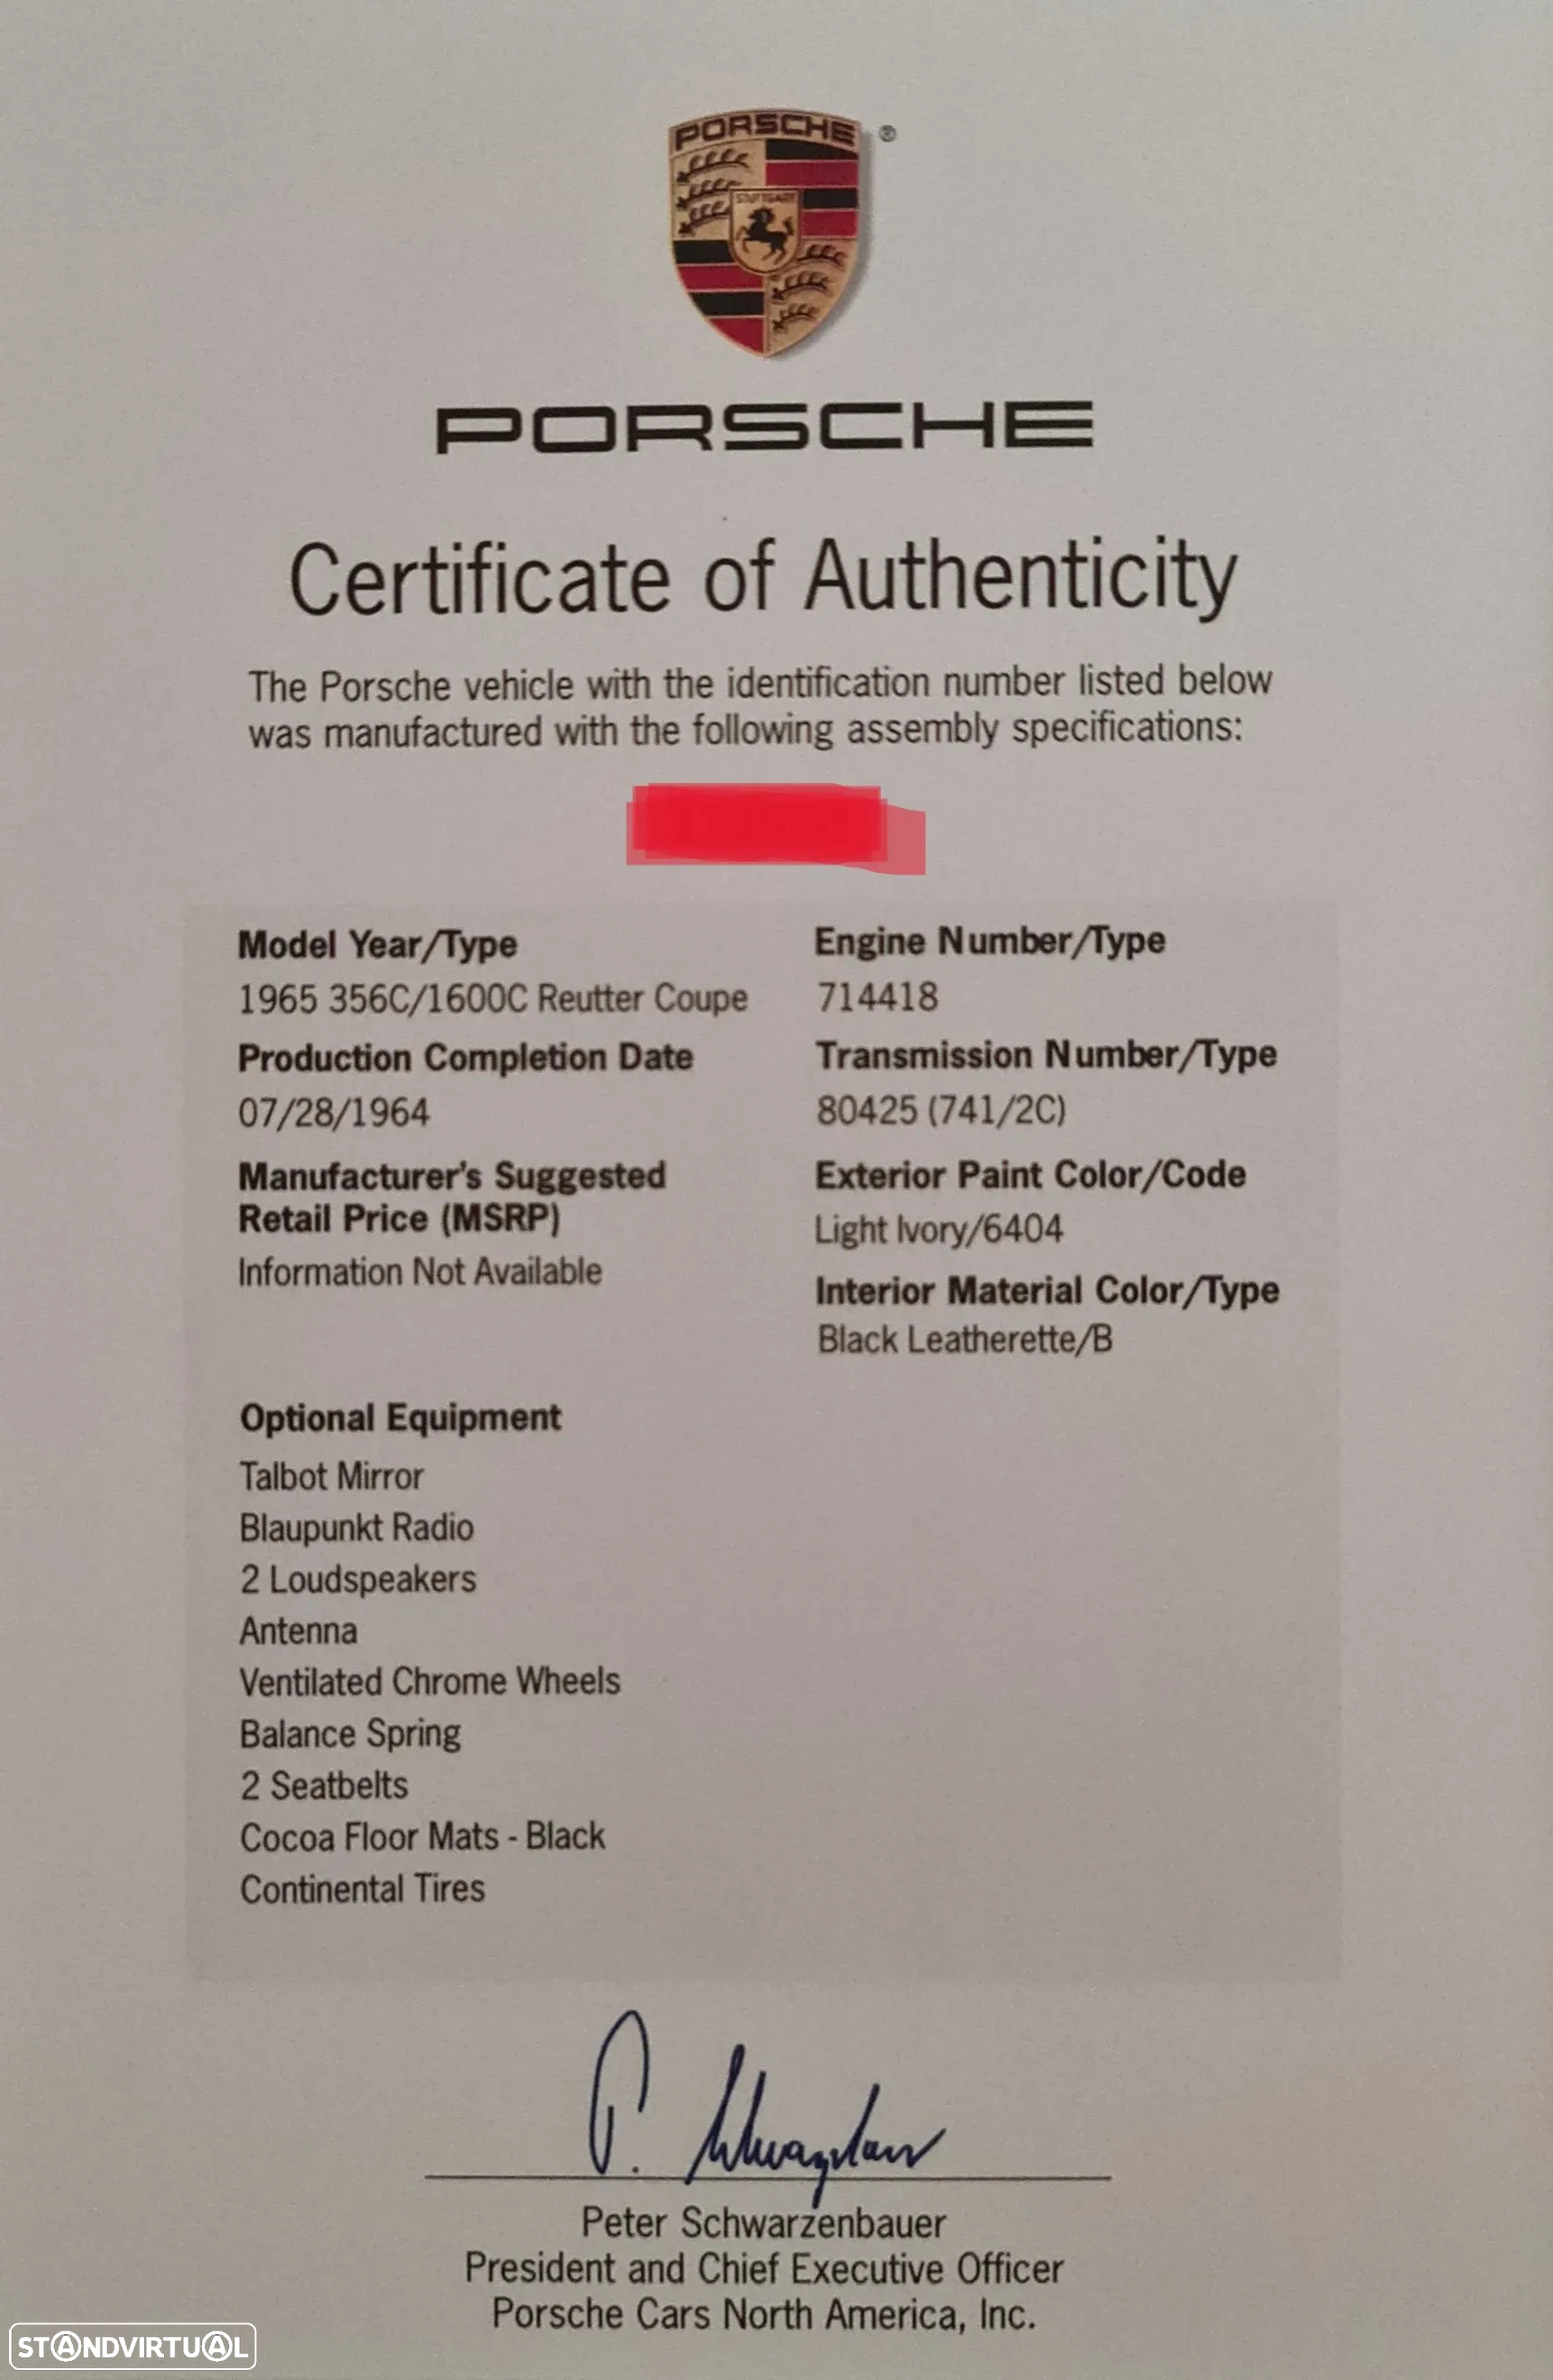 PORSCHE ®
STUTTGART
PORSCHE
Certificate of Authenticity
The Porsche vehicle with the identification number listed below
was manufactured with the following assembly specifications:
Model Year/Type
1965 356C/1600C Reutter Coupe
Production Completion Date
07/28/1964
Manufacturer's Suggested
Retail Price (MSRP)
Information Not Available
Engine Number/Type
714418
Transmission Number/Type
80425 (741/2C)
Exterior Paint Color/Code
Light Ivory/6404
Interior Material Color/Type
Black Leatherette/B
Optional Equipment
Talbot Mirror
Blaupunkt Radio
2 Loudspeakers
Antenna
Ventilated Chrome Wheels
Balance Spring
2 Seatbelts
Cocoa Floor Mats - Black
Continental Tires
Peter Schwarzenbauer
President and Chief Executive Officer
Porsche Cars North America, Inc.
STANDVIRTUAL